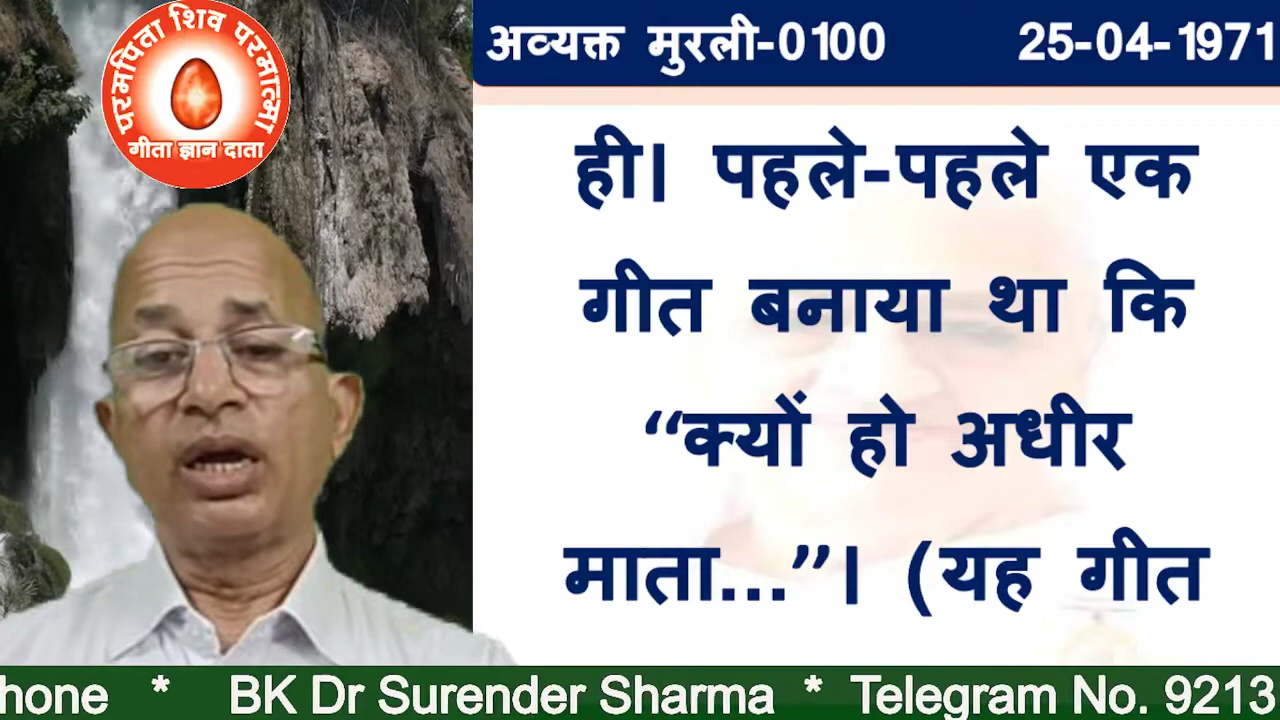 परमपिता शिव परमात्मा
गीता ज्ञान दाता
अव्यक्त मुरली-0100 25-04-1971
ही। पहले-पहले एक
गीत बनाया था कि
“क्यों हो अधीर
माता...”। (यह गीत
hone * BK Dr Surender Sharma * Telegram No. 9213